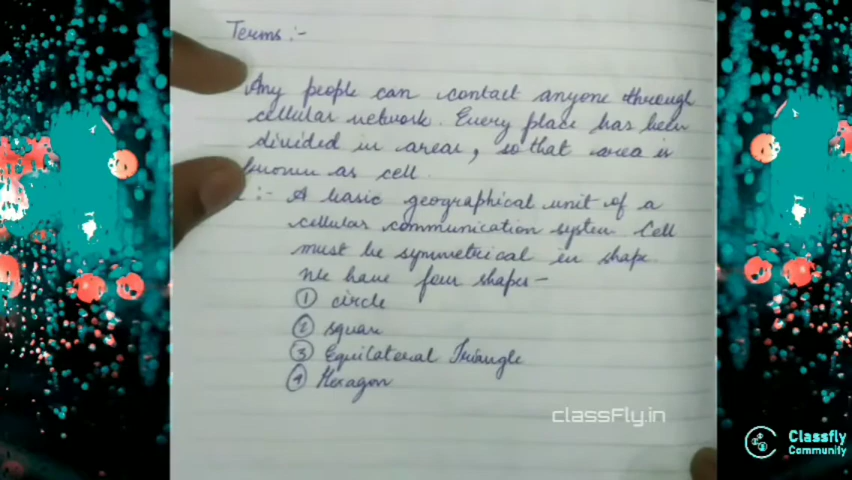 Terms :-
Any people can contact anyone through
cellular network. Every place has been
divided in areas, so that area is
known as cell.
:- A basic geographical unit of a
cellular communication system. Cell
must be symmetrical in shape.
We have four shapes -
① circle
② square
③ Equilateral Triangle
④ Hexagon
classFly.in
Classfly
Community